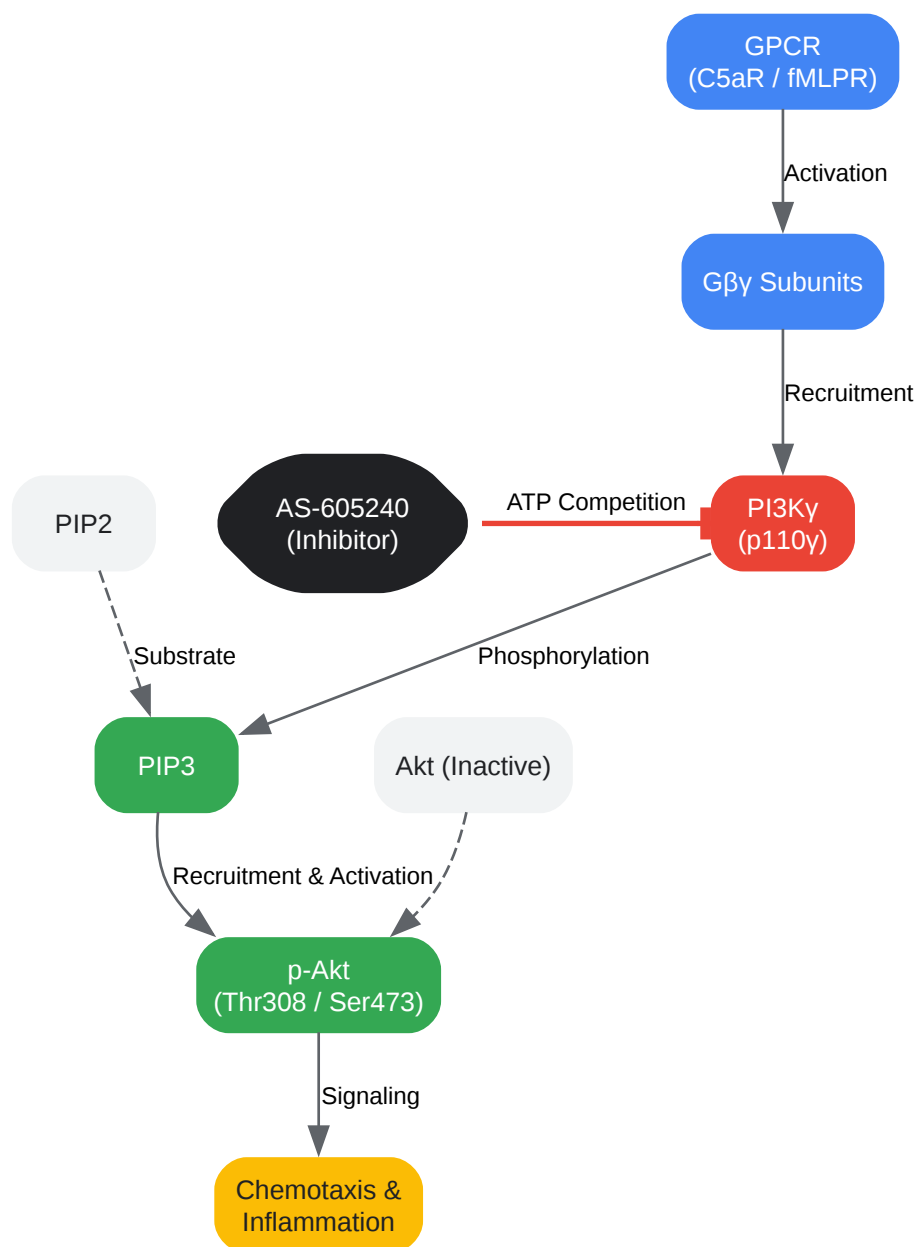 GPCR
(C5aR / fMLPR)
Activation
Gβγ Subunits
Recruitment
PIP2
AS-605240
(Inhibitor)
ATP Competition
PI3Kγ
(p110γ)
Substrate
Phosphorylation
PIP3
Akt (Inactive)
Recruitment & Activation
p-Akt
(Thr308 / Ser473)
Signaling
Chemotaxis &
Inflammation